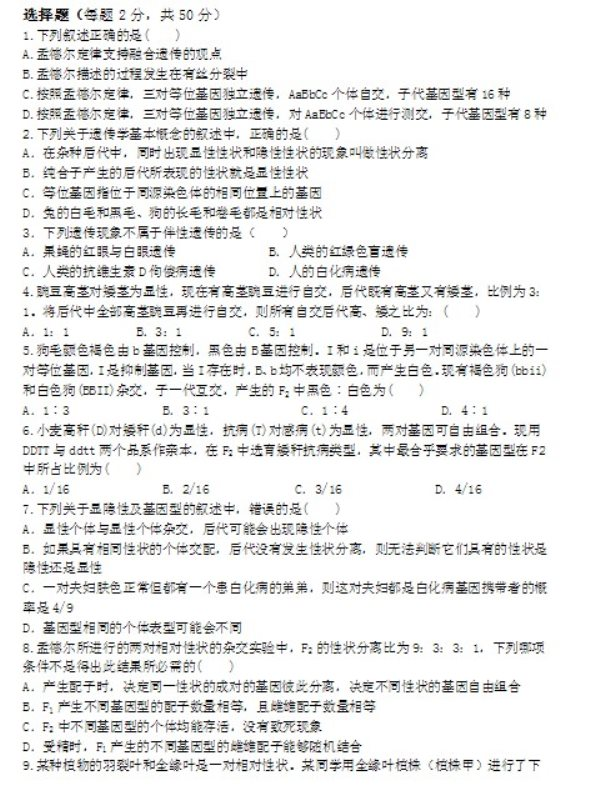 选择题（每题 2 分，共 50 分）
1.下列叙述正确的是(    )
A.孟德尔定律支持融合遗传的观点
B.孟德尔描述的过程发生在有丝分裂中
C.按照孟德尔定律，三对等位基因独立遗传，AaBbCc 个体自交，子代基因型有 16 种
D.按照孟德尔定律，三对等位基因独立遗传，对 AaBbCc 个体进行测交，子代基因型有 8 种
2.下列关于遗传学基本概念的叙述中，正确的是(    )
A．在杂种后代中，同时出现显性性状和隐性性状的现象叫做性状分离
B．纯合子产生的后代所表现的性状就是显性性状
C．等位基因指位于同源染色体的相同位置上的基因
D．兔的白毛和黑毛、狗的长毛和卷毛都是相对性状
3．下列遗传现象不属于伴性遗传的是（    ）
A．果蝇的红眼与白眼遗传  B．人类的红绿色盲遗传
C．人类的抗维生素 D 佝偻病遗传  D．人的白化病遗传
4.豌豆高茎对矮茎为显性，现在有高茎豌豆进行自交，后代既有高茎又有矮茎，比例为 3：
1。将后代中全部高茎豌豆再进行自交，则所有自交后代高、矮之比为：(    )
A．1：1  B．3：1  C．5：1  D．9：1
5.狗毛颜色褐色由 b 基因控制，黑色由 B 基因控制。I 和 i 是位于另一对同源染色体上的一
对等位基因，I 是抑制基因，当 I 存在时，B、b 均不表现颜色，而产生白色。现有褐色狗(bbii)
和白色狗(BBII)杂交，子一代互交，产生的 F₂ 中黑色∶白色为(    )
A．1∶3  B．3∶1  C．1∶4  D．4∶1
6.小麦高秆(D)对矮秆(d)为显性，抗病(T)对感病(t)为显性，两对基因可自由组合。现用
DDTT 与 ddtt 两个品系作亲本，在 F₂ 中选育矮秆抗病类型，其中最合乎要求的基因型在 F2
中所占比例为(    )
A．1/16  B．2/16  C．3/16  D．4/16
7.下列关于显隐性及基因型的叙述中，错误的是(    )
A．显性个体与显性个体杂交，后代可能会出现隐性个体
B．如果具有相同性状的个体交配，后代没有发生性状分离，则无法判断它们具有的性状是
隐性还是显性
C．一对夫妇肤色正常但都有一个患白化病的弟弟，则这对夫妇都是白化病基因携带者的概
率是 4/9
D．基因型相同的个体表型可能会不同
8.孟德尔所进行的两对相对性状的杂交实验中，F₂ 的性状分离比为 9：3：3：1，下列哪项
条件不是得出此结果所必需的(    )
A．产生配子时，决定同一性状的成对的基因彼此分离，决定不同性状的基因自由组合
B．F₁ 产生不同基因型的配子数量相等，且雌雄配子数量相等
C．F₂ 中不同基因型的个体均能存活，没有致死现象
D．受精时，F₁ 产生的不同基因型的雌雄配子能够随机结合
9.某种植物的羽裂叶和全缘叶是一对相对性状。某同学用全缘叶植株（植株甲）进行了下